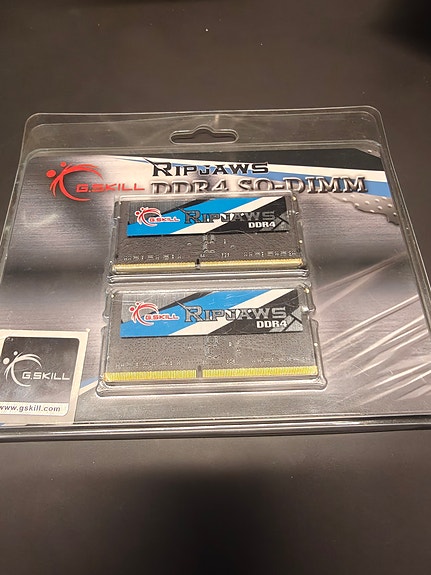 RIPJAWS
G.SKILL DDR4 SO-DIMM
G.SKILL RIPJAWS
DDR4
G.SKILL RIPJAWS
DDR4
G.SKILL
www.gskill.com